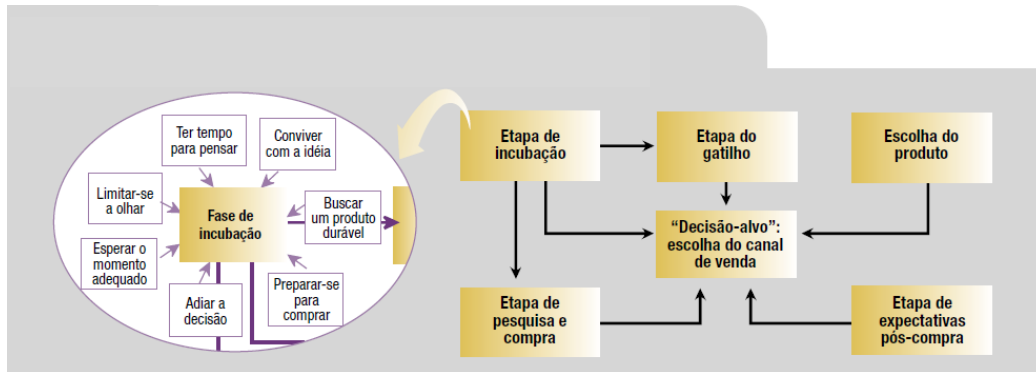 Ter tempo
para pensar
Conviver
com a idéia
Limitar-se
a olhar
Fase de
incubação
Buscar
um produto
durável
Esperar o
momento
adequado
Adiar a
decisão
Preparar-se
para
comprar
Etapa de
incubação
Etapa do
gatilho
Escolha do
produto
“Decisão-alvo”:
escolha do canal
de venda
Etapa de
pesquisa e
compra
Etapa de
expectativas
pós-compra